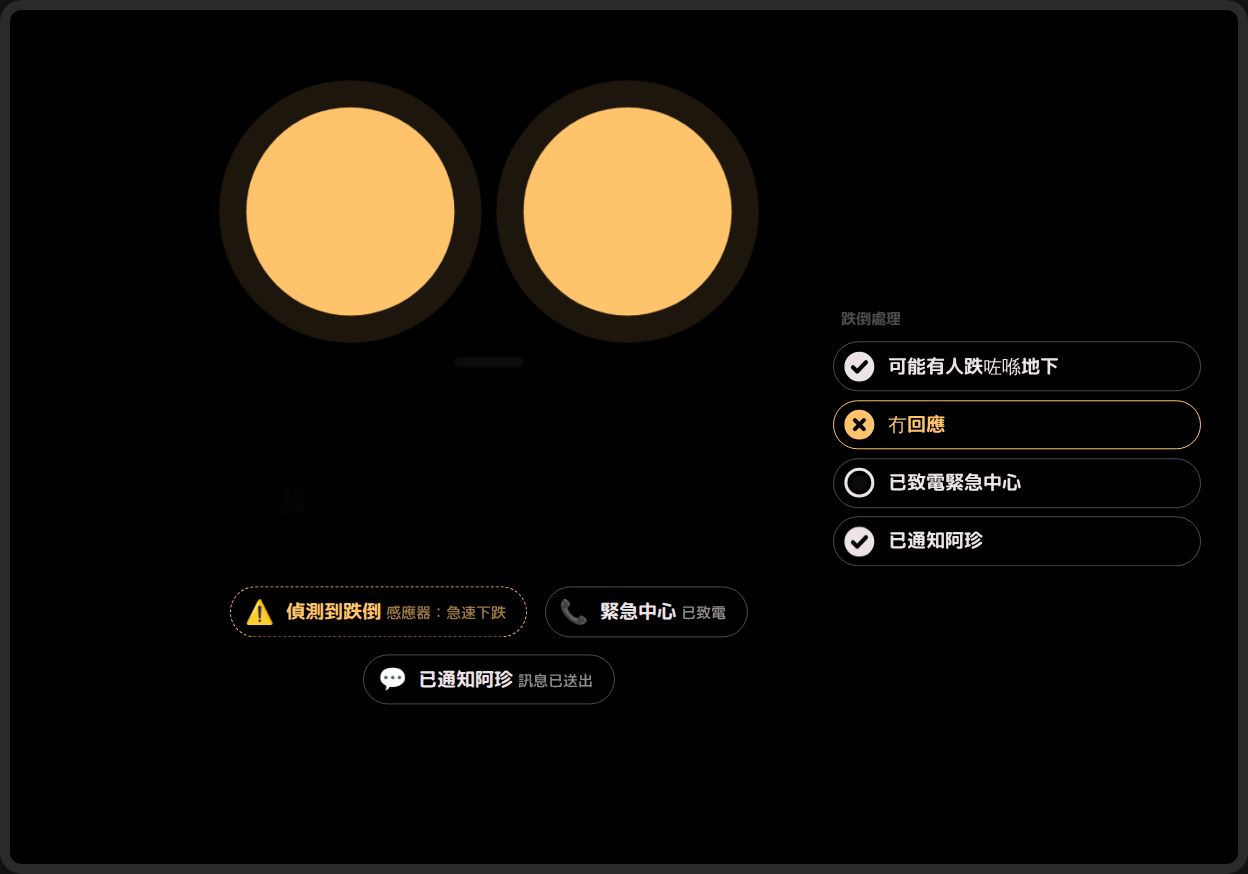 跌倒處理
可能有人跌咗喺地下
冇回應
已致電緊急中心
已通知阿珍
我
偵測到跌倒 感應器：急速下跌
緊急中心 已致電
已通知阿珍 訊息已送出